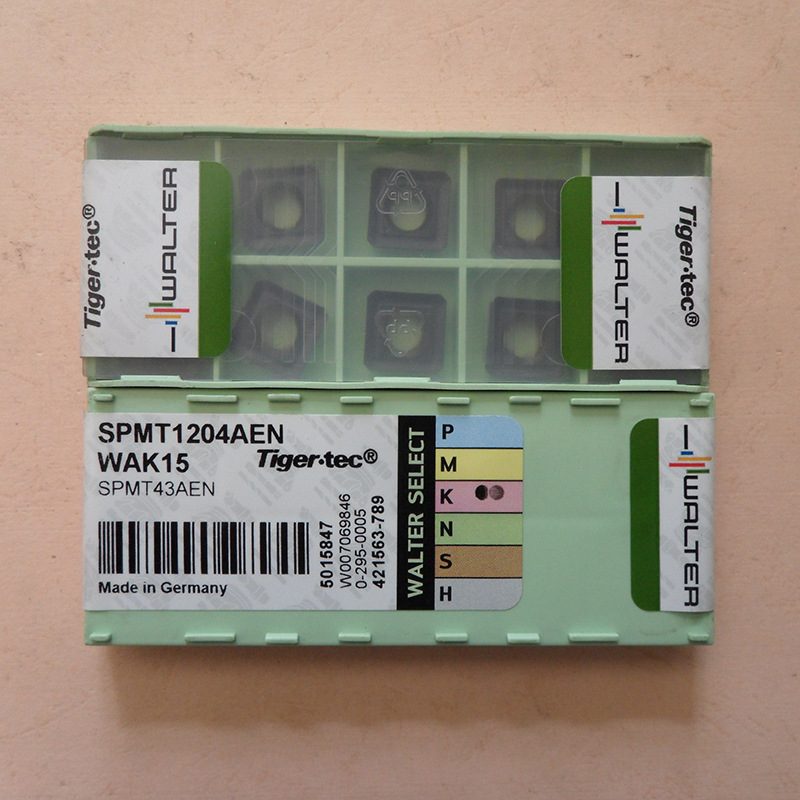 Tiger·tec®
WALTER
WALTER
Tiger·tec®
SPMT1204AEN
WAK15
Tiger·tec®
SPMT43AEN
Made in Germany
5015847
W007069846
0-295-0005
421563-789
WALTER SELECT
P
M
K
N
S
H
WALTER